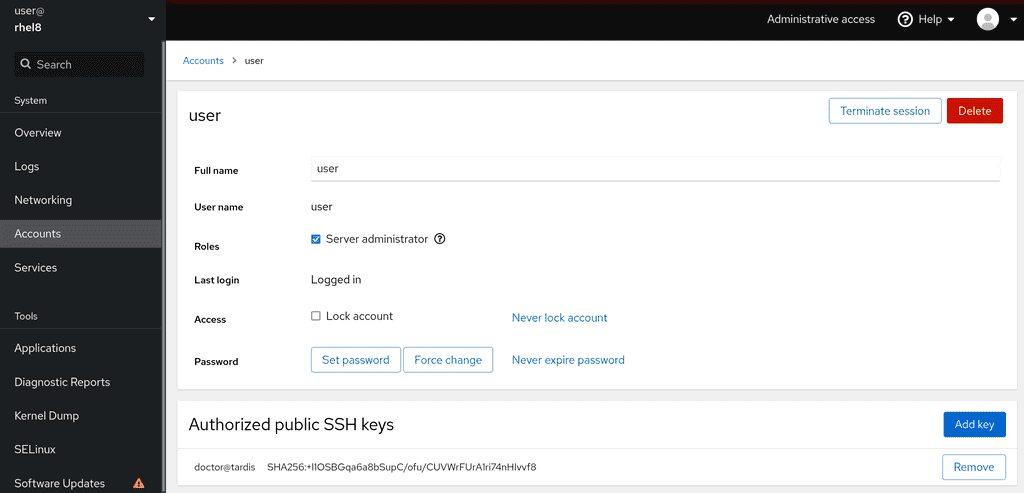 user@
rhel8
Search
System
Overview
Logs
Networking
Accounts
Services
Tools
Applications
Diagnostic Reports
Kernel Dump
SELinux
Software Updates
Administrative access
Help
Accounts > user
user
Terminate session
Delete
Full name user
User name user
Roles Server administrator
Last login Logged in
Access Lock account Never lock account
Password Set password Force change Never expire password
Authorized public SSH keys
Add key
doctor@tardis SHA256:+I1OSBGqa6a8bSupC/ofu/CUVWrFUrA1ri74nHIvvf8
Remove